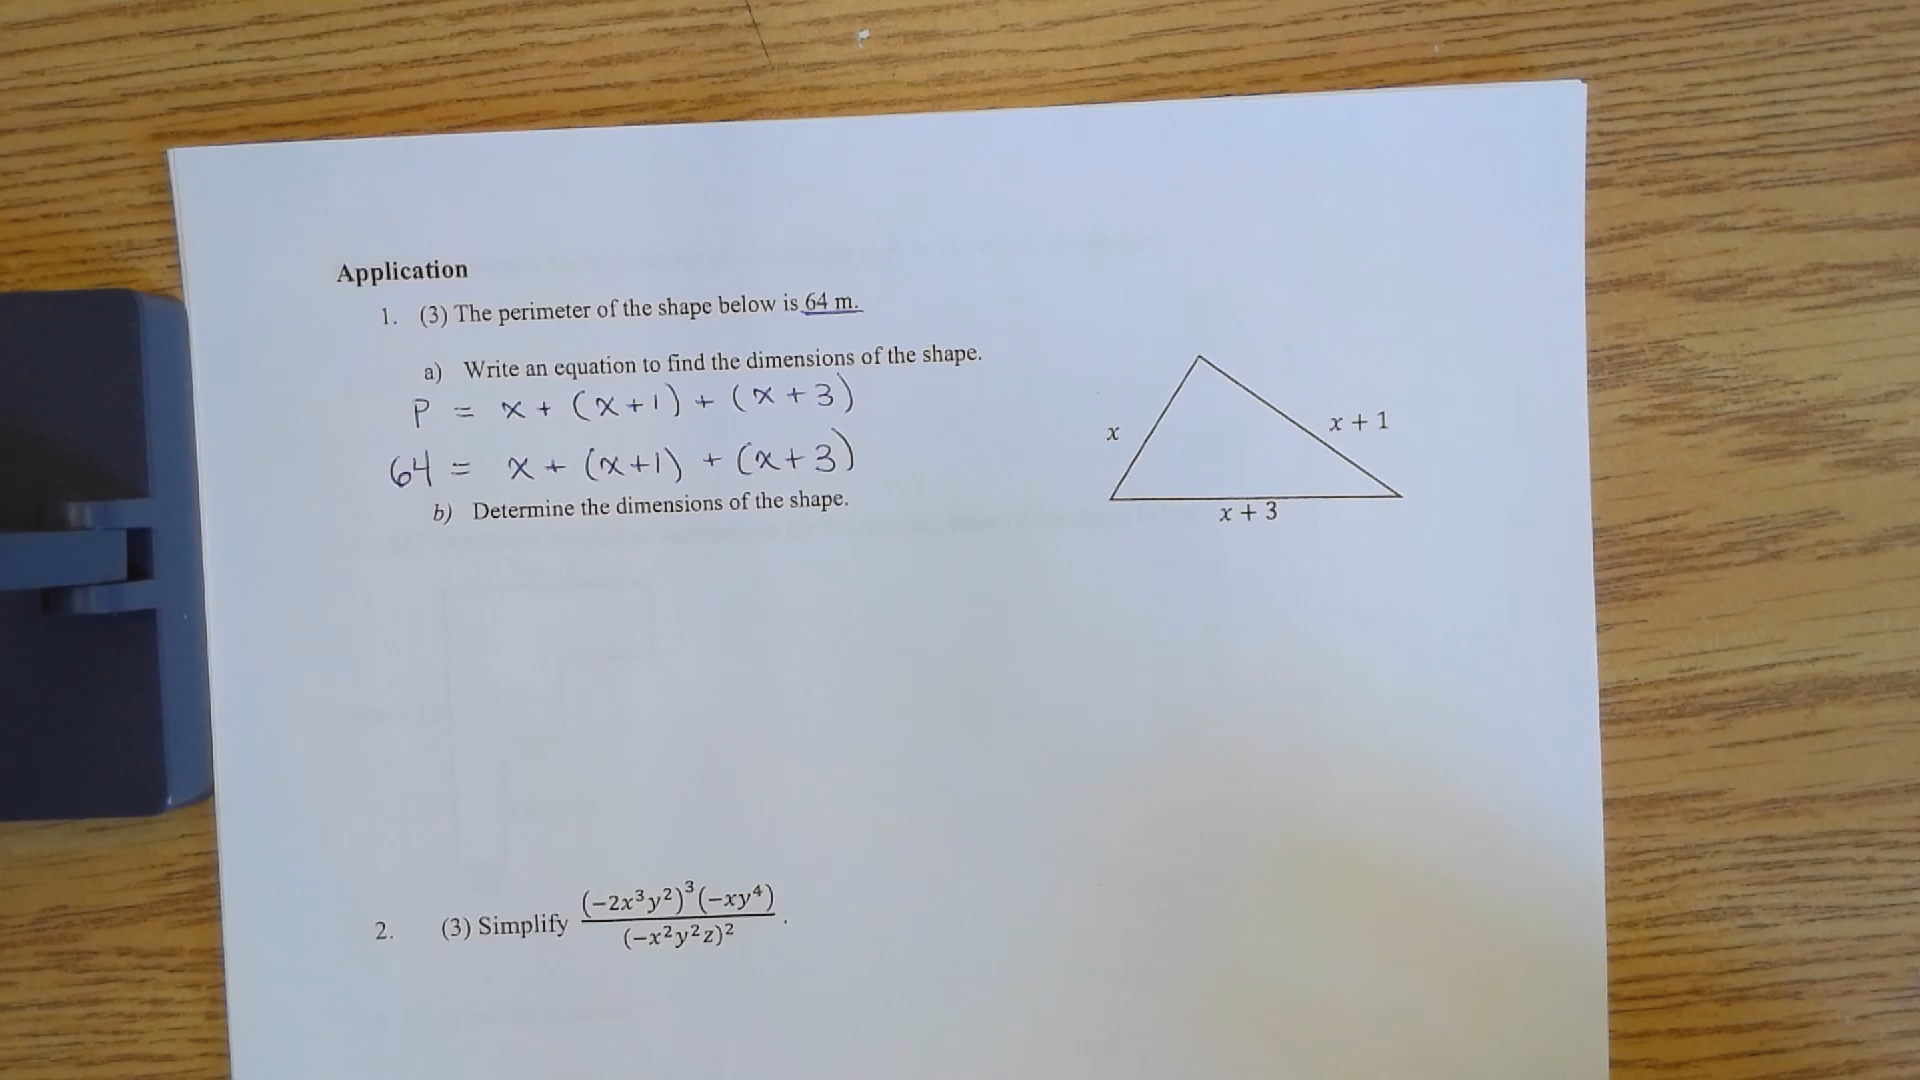 Application
1. (3) The perimeter of the shape below is 64 m.
a) Write an equation to find the dimensions of the shape.
P = x + (x+1) + (x+3)
64 = x + (x+1) + (x+3)
x
x + 1
x + 3
b) Determine the dimensions of the shape.
2. (3) Simplify (−2x³y²)³(−xy⁴) / (−x²y²z)² .